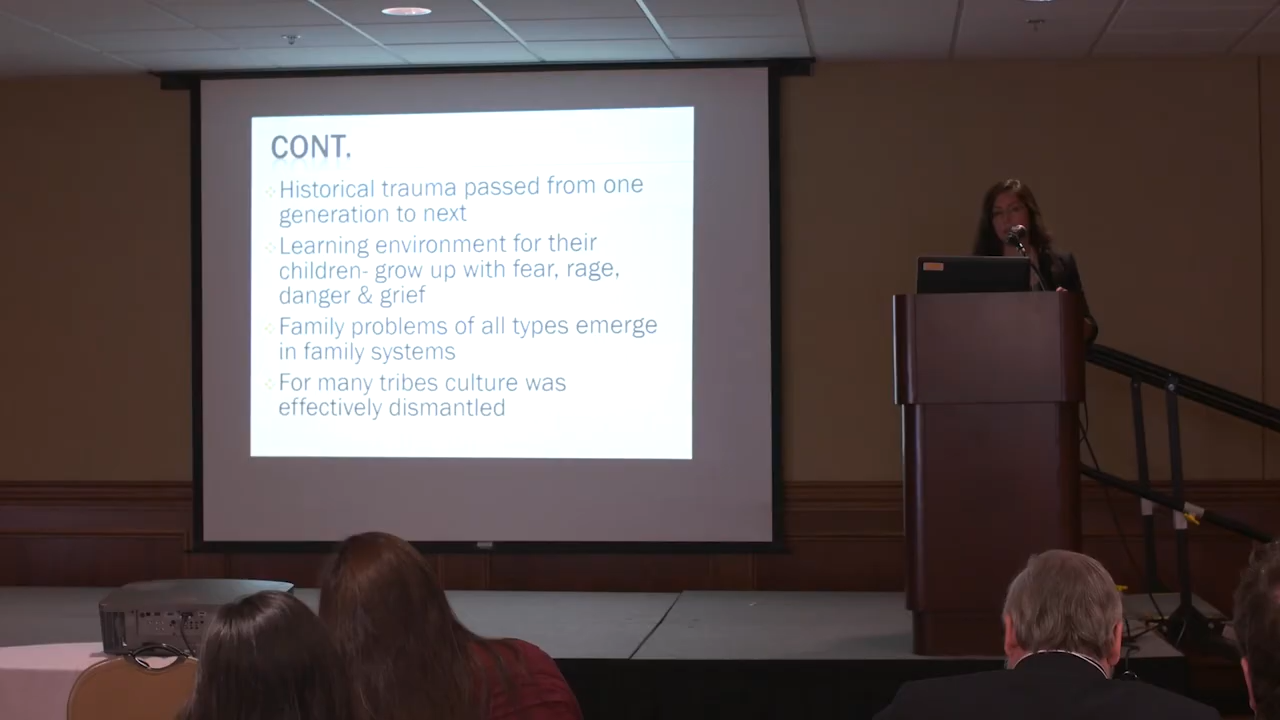 CONT.
Historical trauma passed from one
generation to next
Learning environment for their
children- grow up with fear, rage,
danger & grief
Family problems of all types emerge
in family systems
For many tribes culture was
effectively dismantled